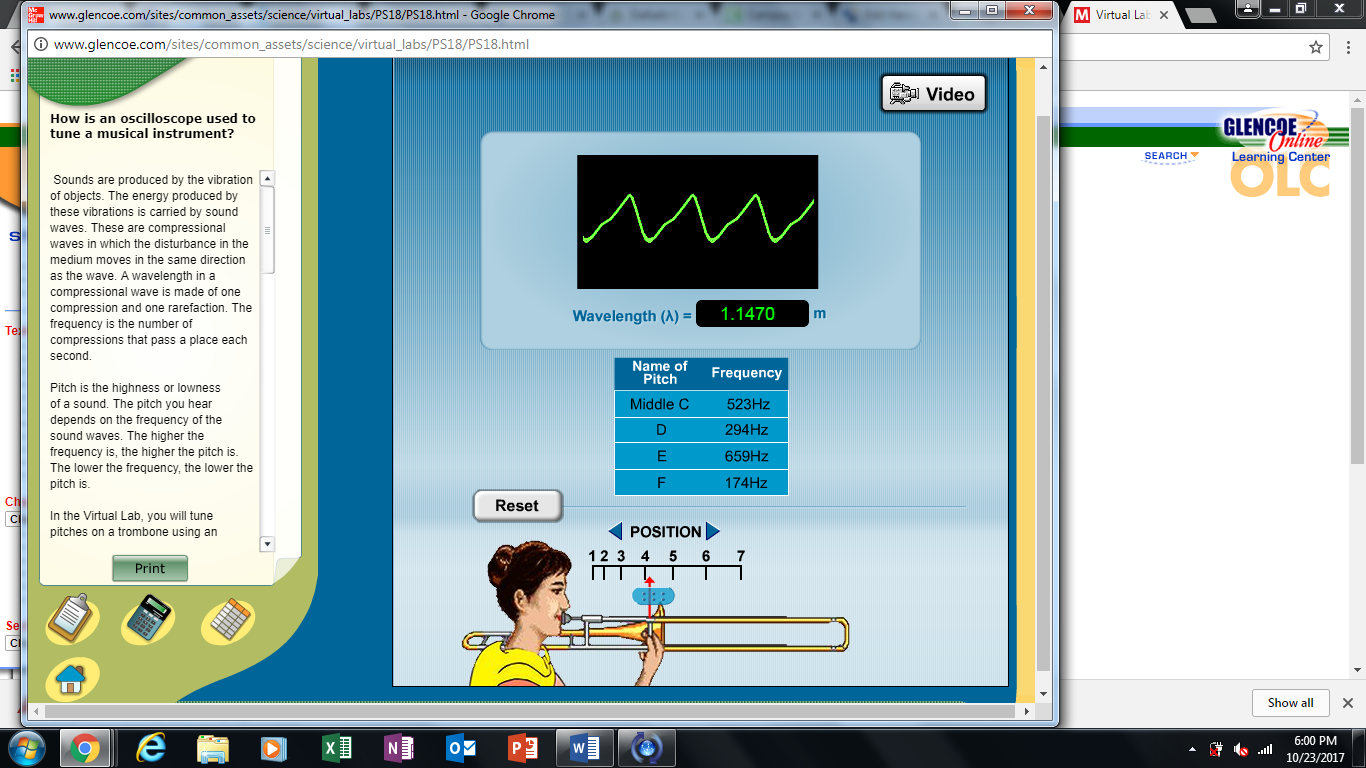 www.glencoe.com/sites/common_assets/science/virtual_labs/PS18/PS18.html - Google Chrome
Virtual Lab
www.glencoe.com/sites/common_assets/science/virtual_labs/PS18/PS18.html
How is an oscilloscope used to
tune a musical instrument?
Sounds are produced by the vibration
of objects. The energy produced by
these vibrations is carried by sound
waves. These are compressional
waves in which the disturbance in the
medium moves in the same direction
as the wave. A wavelength in a
compressional wave is made of one
compression and one rarefaction. The
frequency is the number of
compressions that pass a place each
second.
Pitch is the highness or lowness
of a sound. The pitch you hear
depends on the frequency of the
sound waves. The higher the
frequency is, the higher the pitch is.
The lower the frequency, the lower the
pitch is.
In the Virtual Lab, you will tune
pitches on a trombone using an
Print
Video
Wavelength (λ) = 1.1470 m
Name of Pitch Frequency
Middle C 523Hz
D 294Hz
E 659Hz
F 174Hz
Reset
POSITION
1 2 3 4 5 6 7
GLENCOE
Online
Learning Center
OLC
SEARCH
Show all
6:00 PM
10/23/2017